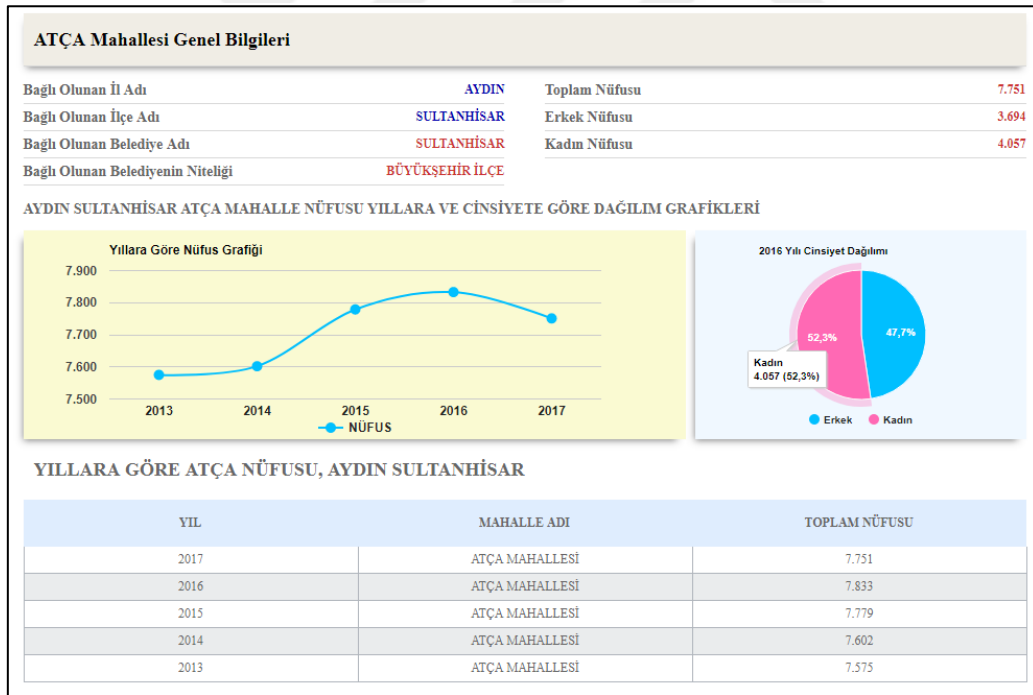 ATÇA Mahallesi Genel Bilgileri
Bağlı Olunan İl Adı AYDIN Toplam Nüfusu 7.751
Bağlı Olunan İlçe Adı SULTANHİSAR Erkek Nüfusu 3.694
Bağlı Olunan Belediye Adı SULTANHİSAR Kadın Nüfusu 4.057
Bağlı Olunan Belediyenin Niteliği BÜYÜKŞEHİR İLÇE
AYDIN SULTANHİSAR ATÇA MAHALLE NÜFUSU YILLARA VE CİNSİYETE GÖRE DAĞILIM GRAFİKLERİ
Yıllara Göre Nüfus Grafiği
7.900
7.800
7.700
7.600
7.500
2013 2014 2015 2016 2017
NÜFUS
2016 Yılı Cinsiyet Dağılımı
52,3% 47,7%
Kadın
4.057 (52,3%)
Erkek Kadın
YILLARA GÖRE ATÇA NÜFUSU, AYDIN SULTANHİSAR
YIL MAHALLE ADI TOPLAM NÜFUSU
2017 ATÇA MAHALLESİ 7.751
2016 ATÇA MAHALLESİ 7.833
2015 ATÇA MAHALLESİ 7.779
2014 ATÇA MAHALLESİ 7.602
2013 ATÇA MAHALLESİ 7.575